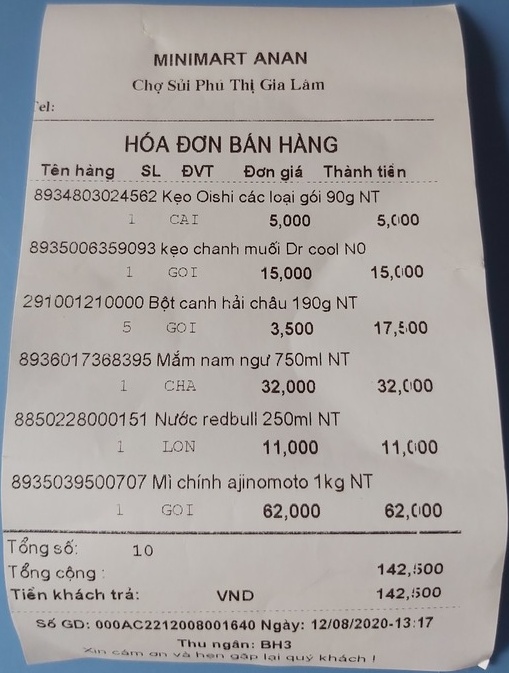 MINIMART ANAN
Chợ Sủi Phú Thị Gia Lâm
Tel:
HÓA ĐƠN BÁN HÀNG
Tên hàng SL ĐVT Đơn giá Thành tiền
8934803024562 Kẹo Oishi các loại gói 90g NT
1 CAI 5,000 5,000
8935006359093 kẹo chanh muối Dr cool N0
1 GOI 15,000 15,000
291001210000 Bột canh hải châu 190g NT
5 GOI 3,500 17,500
8936017368395 Mắm nam ngư 750ml NT
1 CHA 32,000 32,000
8850228000151 Nước redbull 250ml NT
1 LON 11,000 11,000
8935039500707 Mì chính ajinomoto 1kg NT
1 GOI 62,000 62,000
Tổng số: 10
Tổng cộng : 142,500
Tiền khách trả: VND 142,500
Số GD: 000AC2212008001640 Ngày: 12/08/2020-13:17
Thu ngân: BH3
Xin cảm ơn và hẹn gặp lại quý khách !